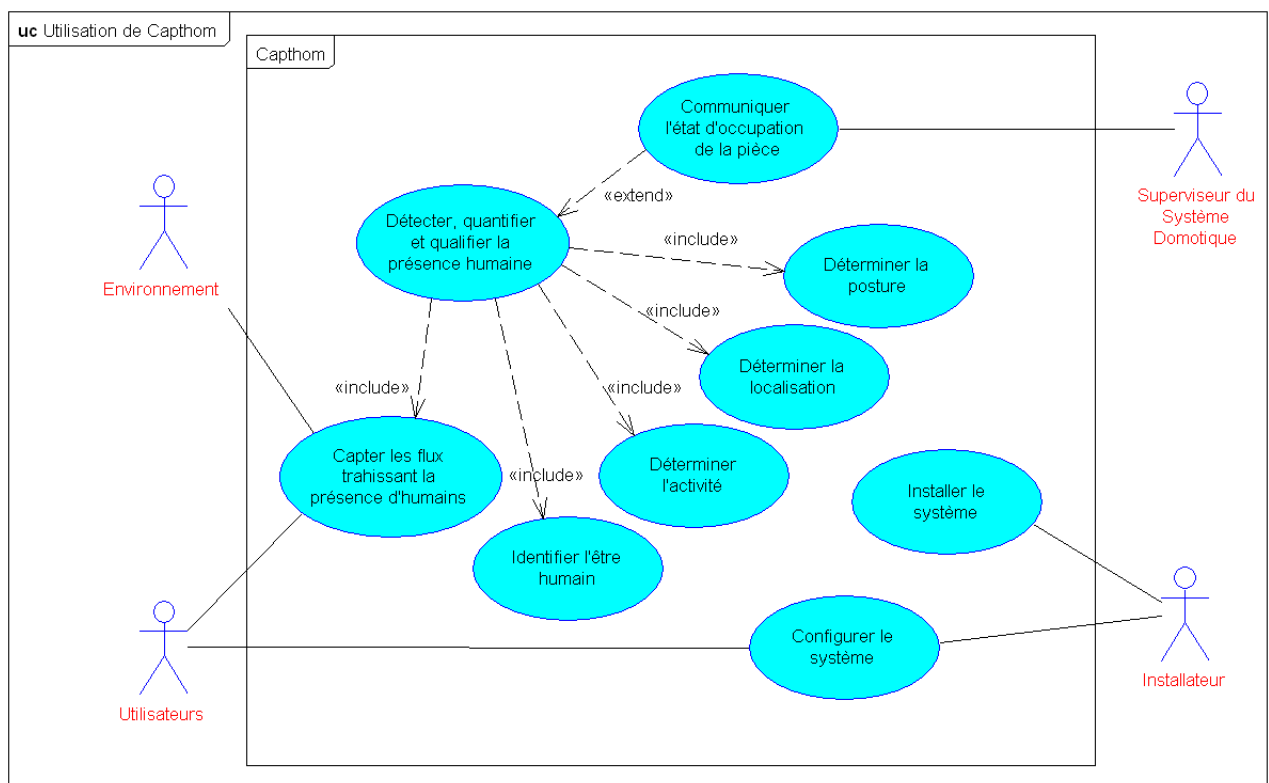 uc Utilisation de Capthom
Capthom
Communiquer
l'état d'occupation
de la pièce
Superviseur du
Système
Domotique
«extend»
Détecter, quantifier
et qualifier la
présence humaine
Environnement
«include»
Déterminer la
posture
«include»
Déterminer la
localisation
«include»
«include»
Capter les flux
trahissant la
présence d'humains
Déterminer
l'activité
«include»
Installer le
système
Identifier l'être
humain
Configurer le
système
Utilisateurs
Installateur